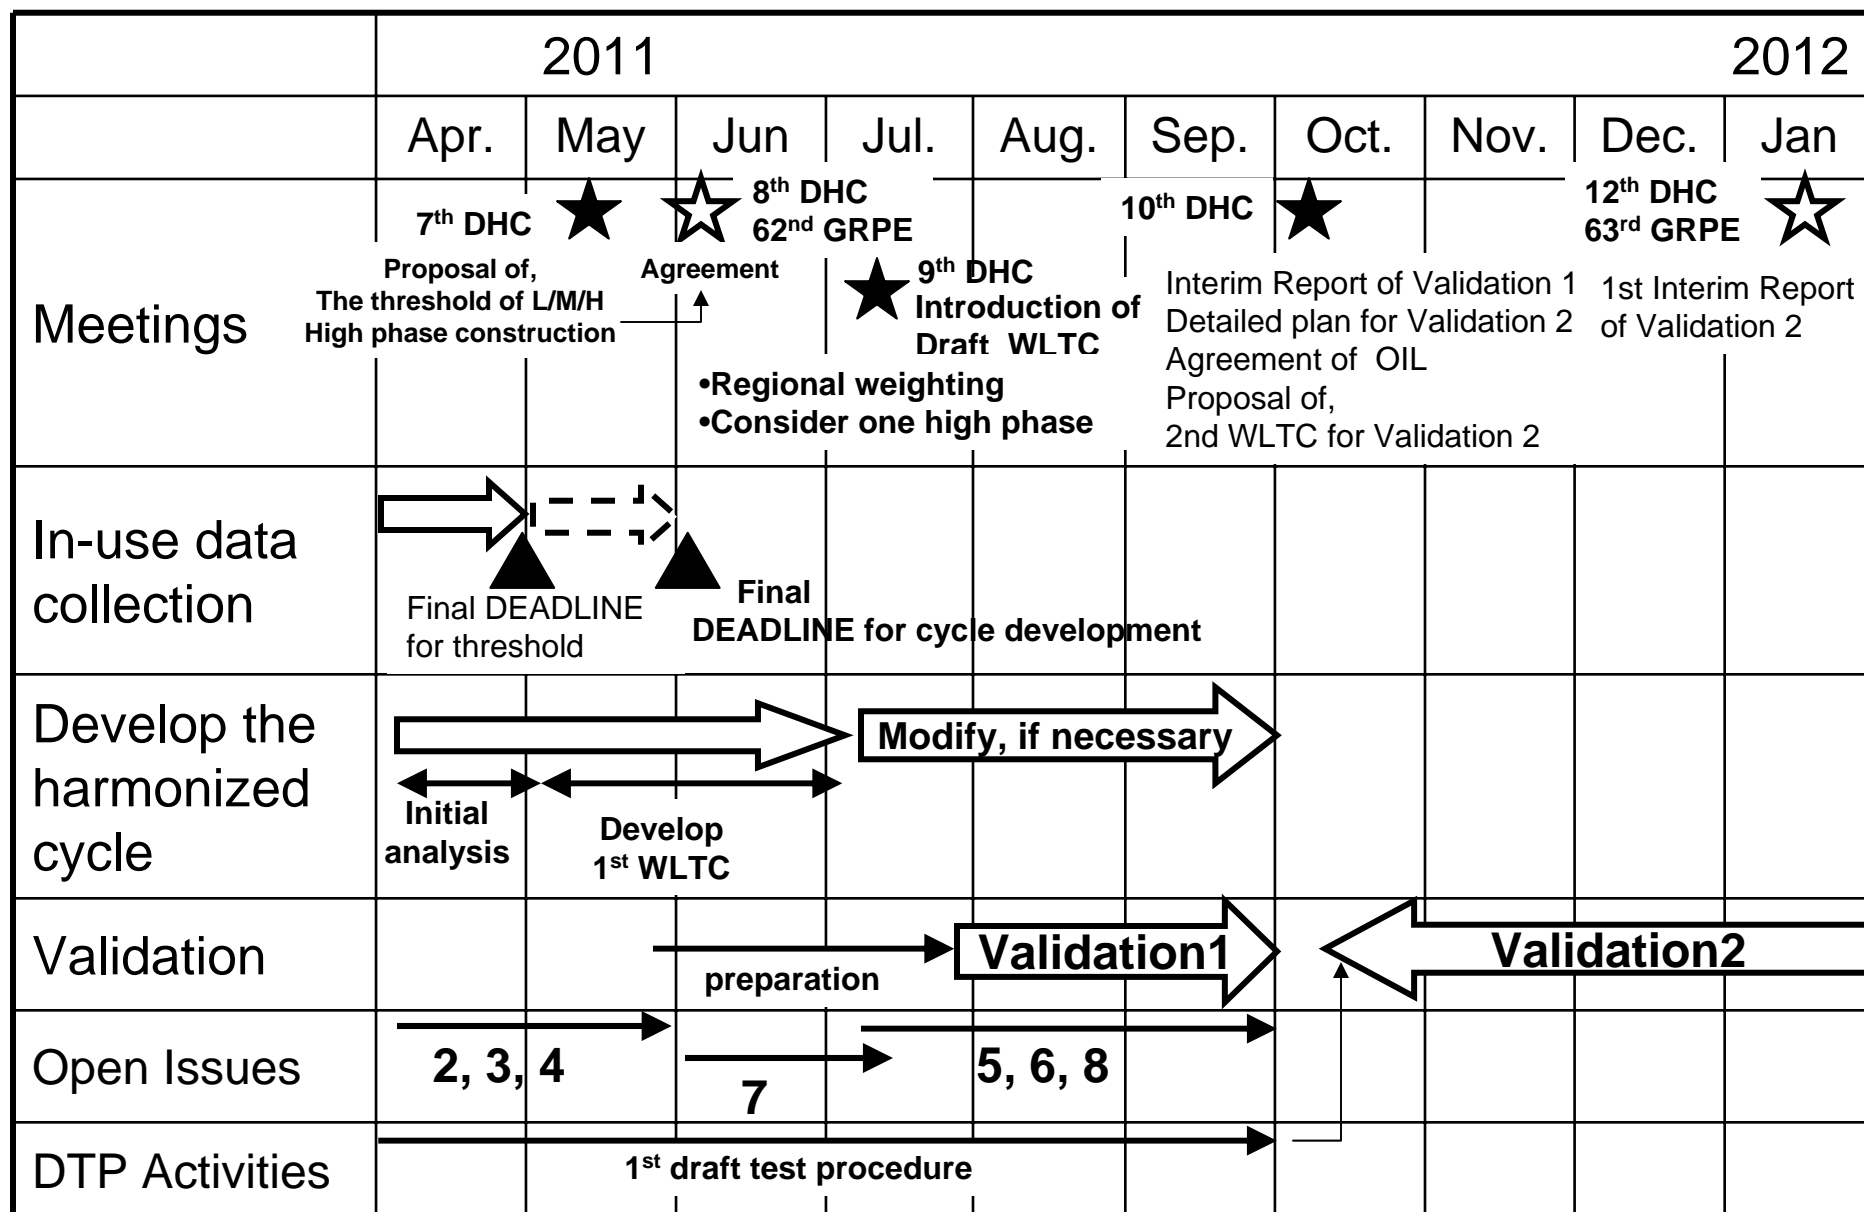 2011
2012
Apr.
May
Jun
Jul.
Aug.
Sep.
Oct.
Nov.
Dec.
Jan
Meetings
7th DHC
Proposal of,
The threshold of L/M/H
High phase construction
8th DHC
62nd GRPE
Agreement
9th DHC
Introduction of
Draft WLTC
•Regional weighting
•Consider one high phase
10th DHC
Interim Report of Validation 1
Detailed plan for Validation 2
Agreement of OIL
Proposal of,
2nd WLTC for Validation 2
12th DHC
63rd GRPE
1st Interim Report
of Validation 2
In-use data
collection
Final DEADLINE
for threshold
Final
DEADLINE for cycle development
Develop the
harmonized
cycle
Modify, if necessary
Initial
analysis
Develop
1st WLTC
Validation
preparation
Validation1
Validation2
Open Issues
2, 3, 4
7
5, 6, 8
DTP Activities
1st draft test procedure